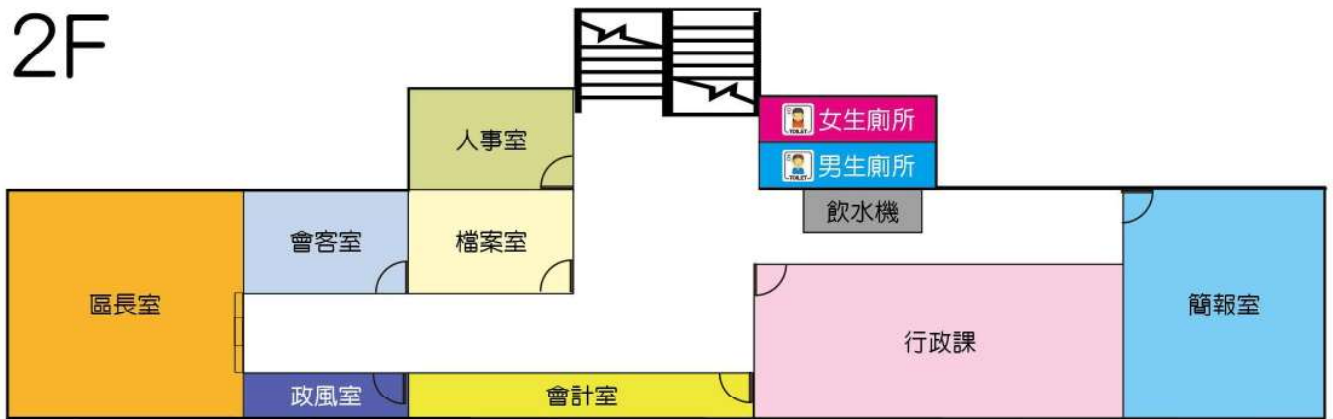 2F
女生廁所
人事室
男生廁所
飲水機
會客室
檔案室
區長室
簡報室
行政課
政風室
會計室